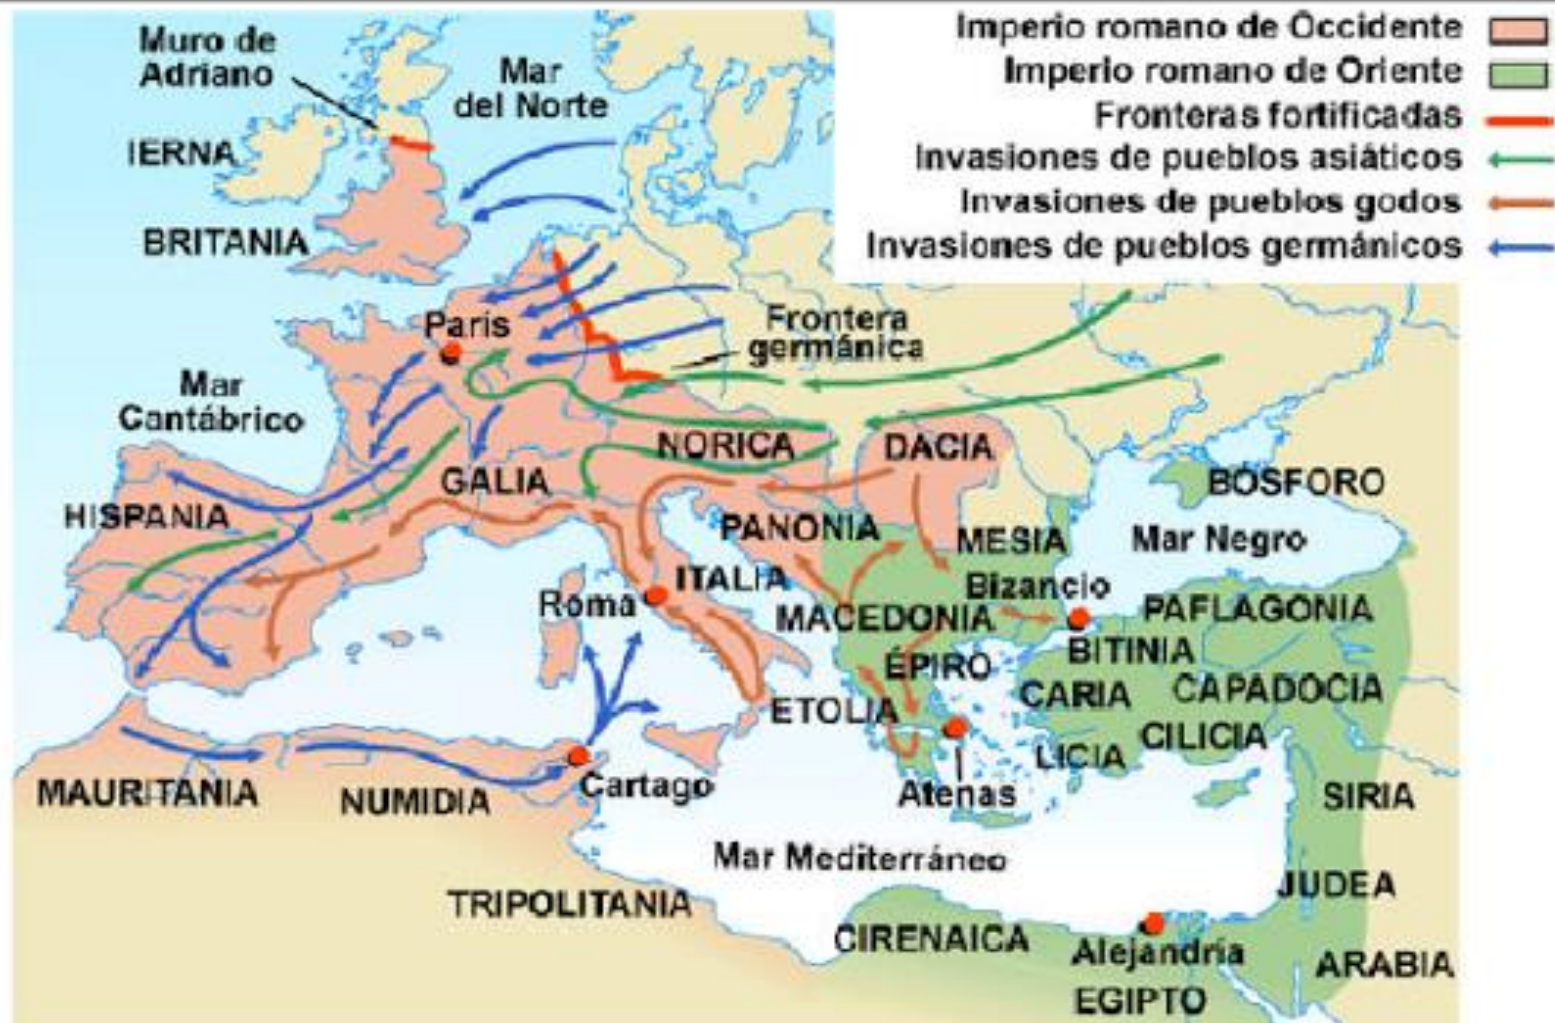 Imperio romano de Occidente
Imperio romano de Oriente
Fronteras fortificadas
Invasiones de pueblos asiáticos
Invasiones de pueblos godos
Invasiones de pueblos germánicos
Muro de
Adriano
Mar
del Norte
IERNA
BRITANIA
París
Frontera
germánica
Mar
Cantábrico
NORICA
DACIA
GALIA
BÓSFORO
HISPANIA
PANONIA
MESIA
Mar Negro
ITALIA
Bizancio
Roma
MACEDONIA
PAFLAGONIA
BITINIA
ÉPIRO
CARIA
CAPADOCIA
ETOLIA
CILICIA
LICIA
MAURITANIA
NUMIDIA
Cartago
Atenas
SIRIA
Mar Mediterráneo
JUDEA
TRIPOLITANIA
CIRENAICA
Alejandría
ARABIA
EGIPTO